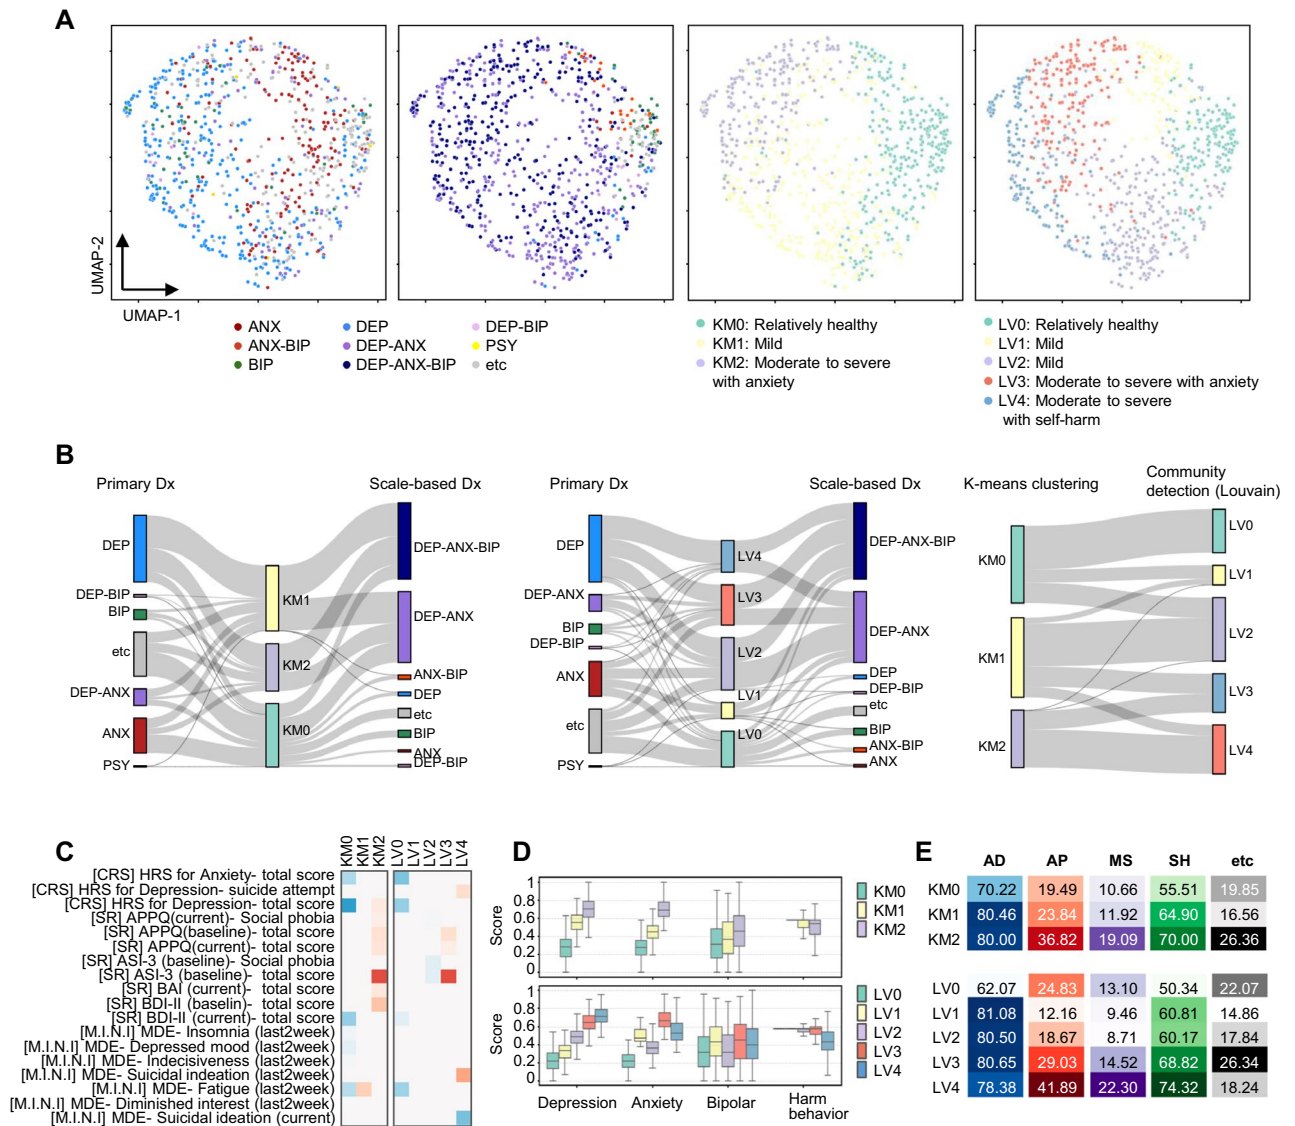 A
UMAP-2
UMAP-1
ANX
ANX-BIP
BIP
DEP
DEP-ANX
DEP-ANX-BIP
DEP-BIP
PSY
etc
KM0: Relatively healthy
KM1: Mild
KM2: Moderate to severe
with anxiety
LV0: Relatively healthy
LV1: Mild
LV2: Mild
LV3: Moderate to severe with anxiety
LV4: Moderate to severe
with self-harm
B
Primary Dx
Scale-based Dx
DEP
DEP-BIP
BIP
etc
DEP-ANX
ANX
PSY
KM1
KM2
KM0
DEP-ANX-BIP
DEP-ANX
ANX-BIP
DEP
etc
BIP
ANX
DEP-BIP
Primary Dx
Scale-based Dx
DEP
DEP-ANX
BIP
DEP-BIP
ANX
etc
PSY
LV4
LV3
LV2
LV1
LV0
DEP-ANX-BIP
DEP-ANX
DEP
DEP-BIP
etc
BIP
ANX-BIP
ANX
K-means clustering
Community
detection (Louvain)
KM0
KM1
KM2
LV0
LV1
LV2
LV3
LV4
C
KM0
KM1
KM2
LV0
LV1
LV2
LV3
LV4
[CRS] HRS for Anxiety- total score
[CRS] HRS for Depression- suicide attempt
[CRS] HRS for Depression- total score
[SR] APPQ(current)- Social phobia
[SR] APPQ(baseline)- total score
[SR] APPQ(current)- total score
[SR] ASI-3 (baseline)- Social phobia
[SR] ASI-3 (baseline)- total score
[SR] BAI (current)- total score
[SR] BDI-II (baselin)- total score
[SR] BDI-II (current)- total score
[M.I.N.I] MDE- Insomnia (last2week)
[M.I.N.I] MDE- Depressed mood (last2week)
[M.I.N.I] MDE- Indecisiveness (last2week)
[M.I.N.I] MDE- Suicidal indeation (last2week)
[M.I.N.I] MDE- Fatigue (last2week)
[M.I.N.I] MDE- Diminished interest (last2week)
[M.I.N.I] MDE- Suicidal ideation (current)
D
Score
1
0.8
0.6
0.4
0.2
0
KM0
KM1
KM2
Score
1
0.8
0.6
0.4
0.2
0
LV0
LV1
LV2
LV3
LV4
Depression Anxiety Bipolar Harm
behavior
E
AD AP MS SH etc
KM0 70.22 19.49 10.66 55.51 19.85
KM1 80.46 23.84 11.92 64.90 16.56
KM2 80.00 36.82 19.09 70.00 26.36
LV0 62.07 24.83 13.10 50.34 22.07
LV1 81.08 12.16 9.46 60.81 14.86
LV2 80.50 18.67 8.71 60.17 17.84
LV3 80.65 29.03 14.52 68.82 26.34
LV4 78.38 41.89 22.30 74.32 18.24